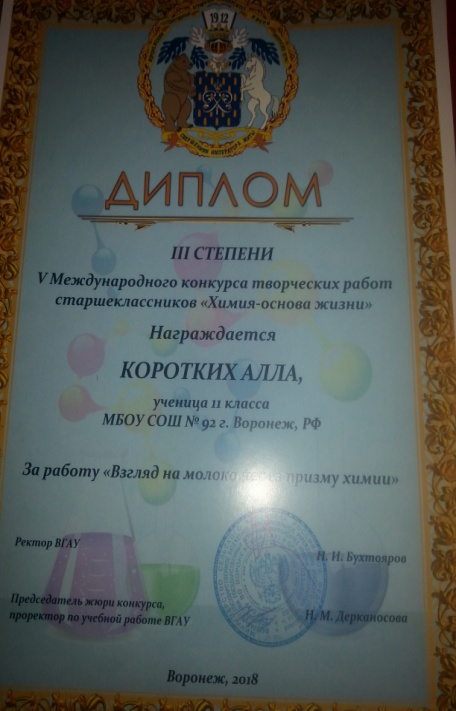 1912
ДИПЛОМ
III СТЕПЕНИ
V Международного конкурса творческих работ
старшеклассников «Химия-основа жизни»
Награждается
КОРОТКИХ АЛЛА,
ученица 11 класса
МБОУ СОШ № 92 г. Воронеж, РФ
За работу «Взгляд на молоко через призму химии»
Ректор ВГАУ
Н. И. Бухтояров
Председатель жюри конкурса,
проректор по учебной работе ВГАУ
Н. М. Дерканосова
Воронеж, 2018